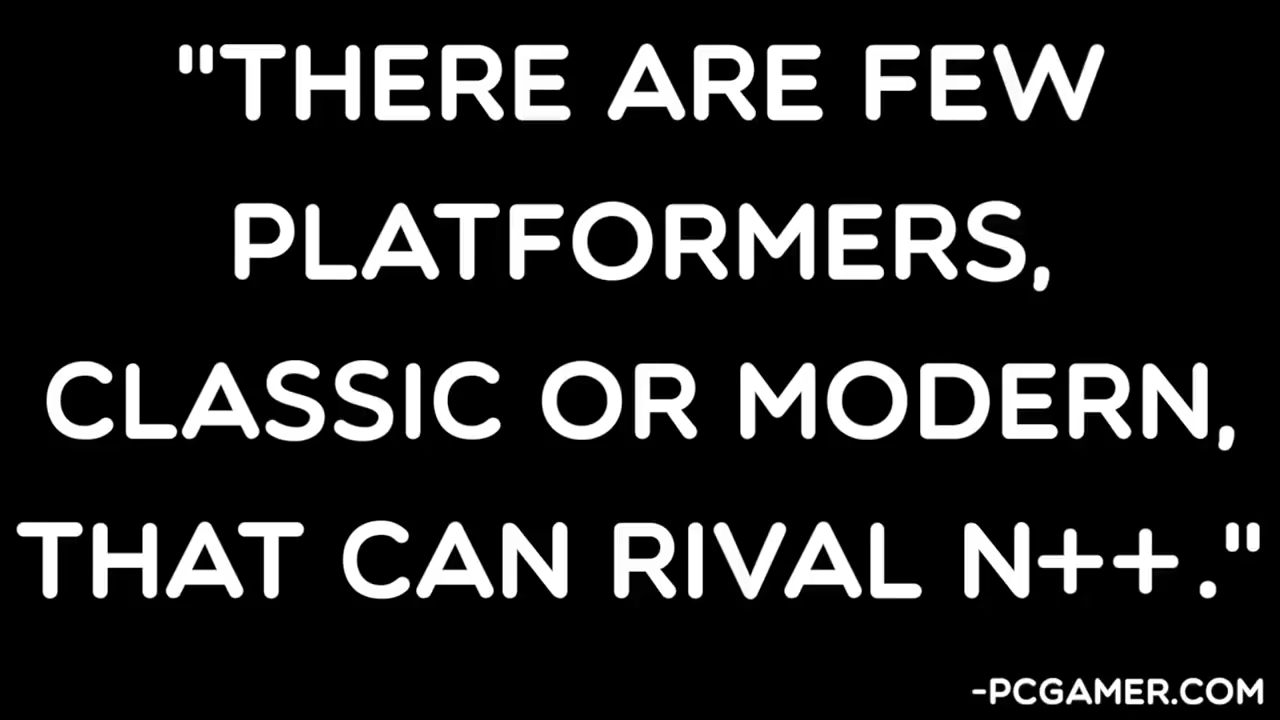 "THERE ARE FEW
PLATFORMERS,
CLASSIC OR MODERN,
THAT CAN RIVAL N++."
-PCGAMER.COM